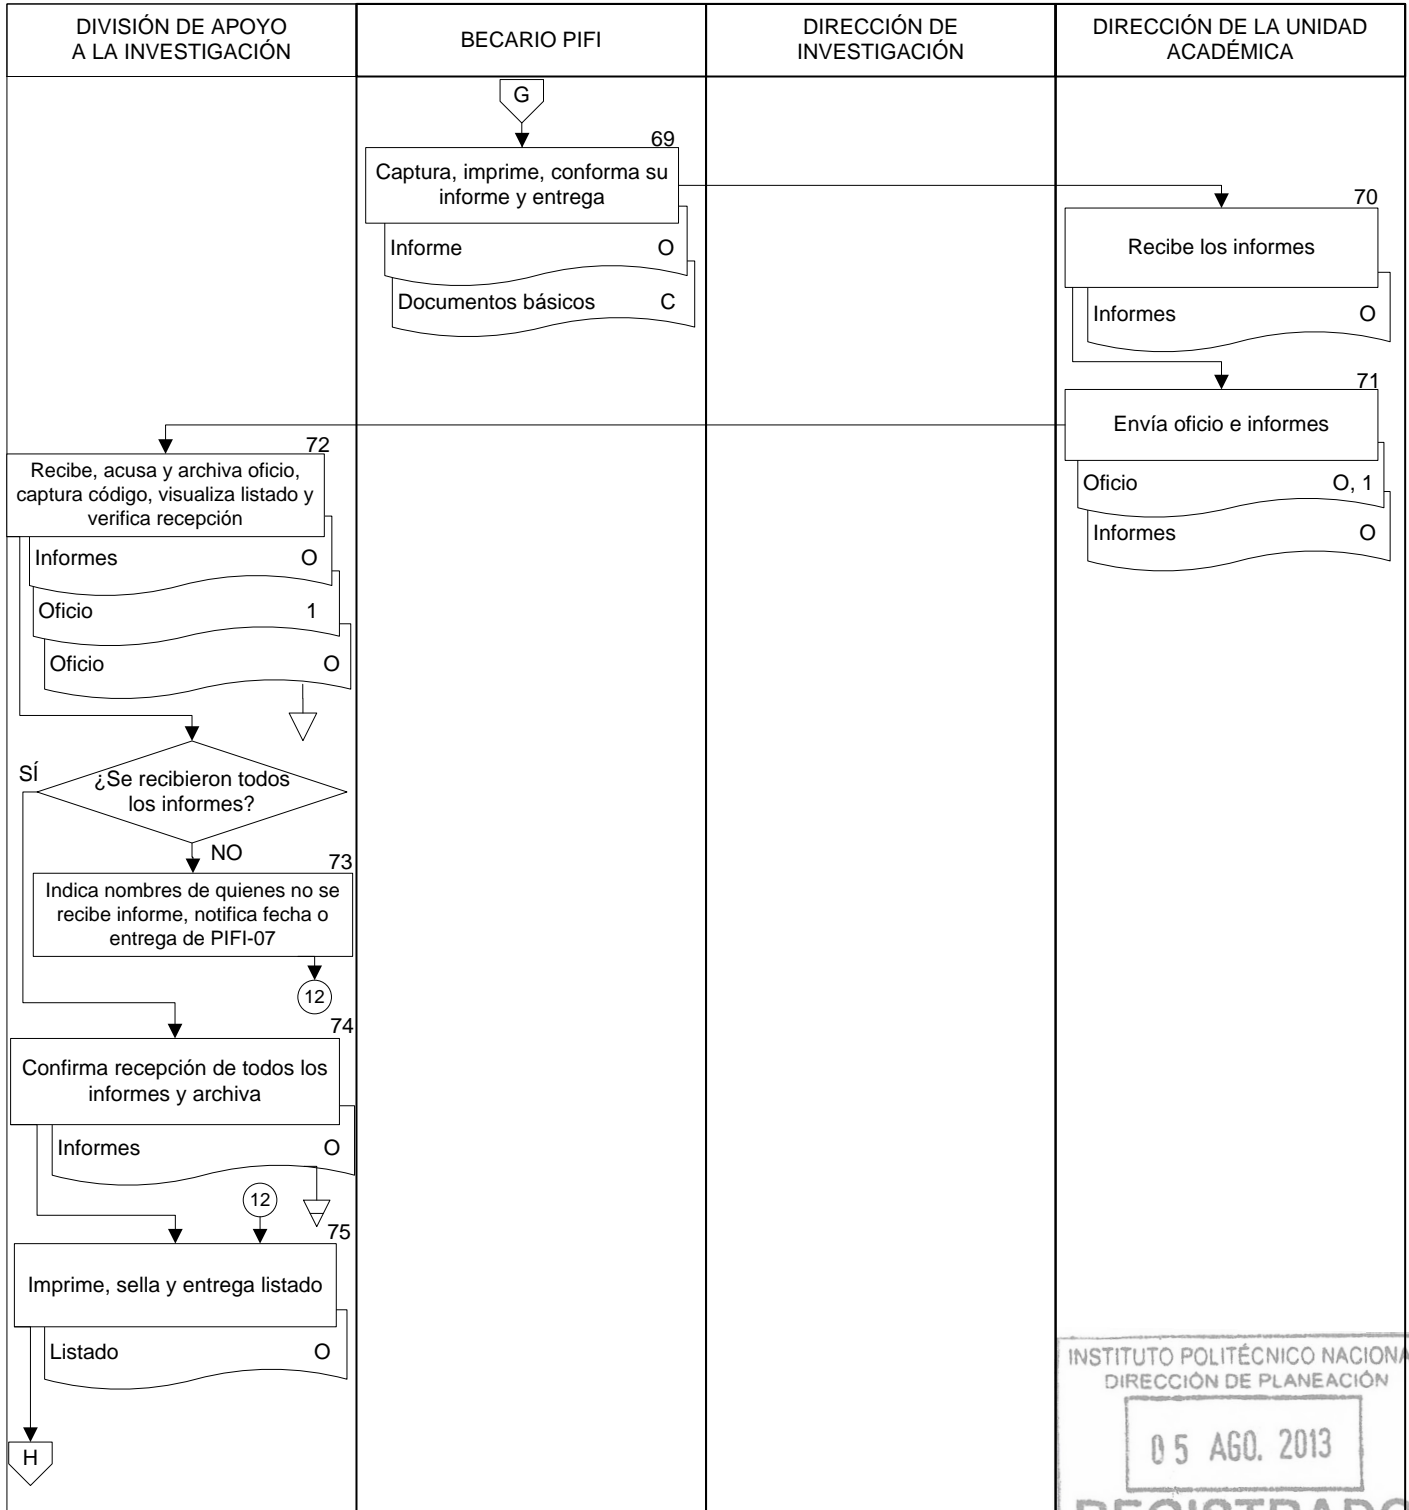 DIVISIÓN DE APOYO
A LA INVESTIGACIÓN
BECARIO PIFI
DIRECCIÓN DE
INVESTIGACIÓN
DIRECCIÓN DE LA UNIDAD
ACADÉMICA
G
69
Captura, imprime, conforma su
informe y entrega
Informe O
Documentos básicos C
70
Recibe los informes
Informes O
71
Envía oficio e informes
Oficio O, 1
Informes O
72
Recibe, acusa y archiva oficio,
captura código, visualiza listado y
verifica recepción
Informes O
Oficio 1
Oficio O
¿Se recibieron todos
los informes?
SÍ
NO
73
Indica nombres de quienes no se
recibe informe, notifica fecha o
entrega de PIFI-07
12
74
Confirma recepción de todos los
informes y archiva
Informes O
12
75
Imprime, sella y entrega listado
Listado O
H
INSTITUTO POLITÉCNICO NACIONA
DIRECCIÓN DE PLANEACIÓN
05 AGO. 2013
REGISTRADO